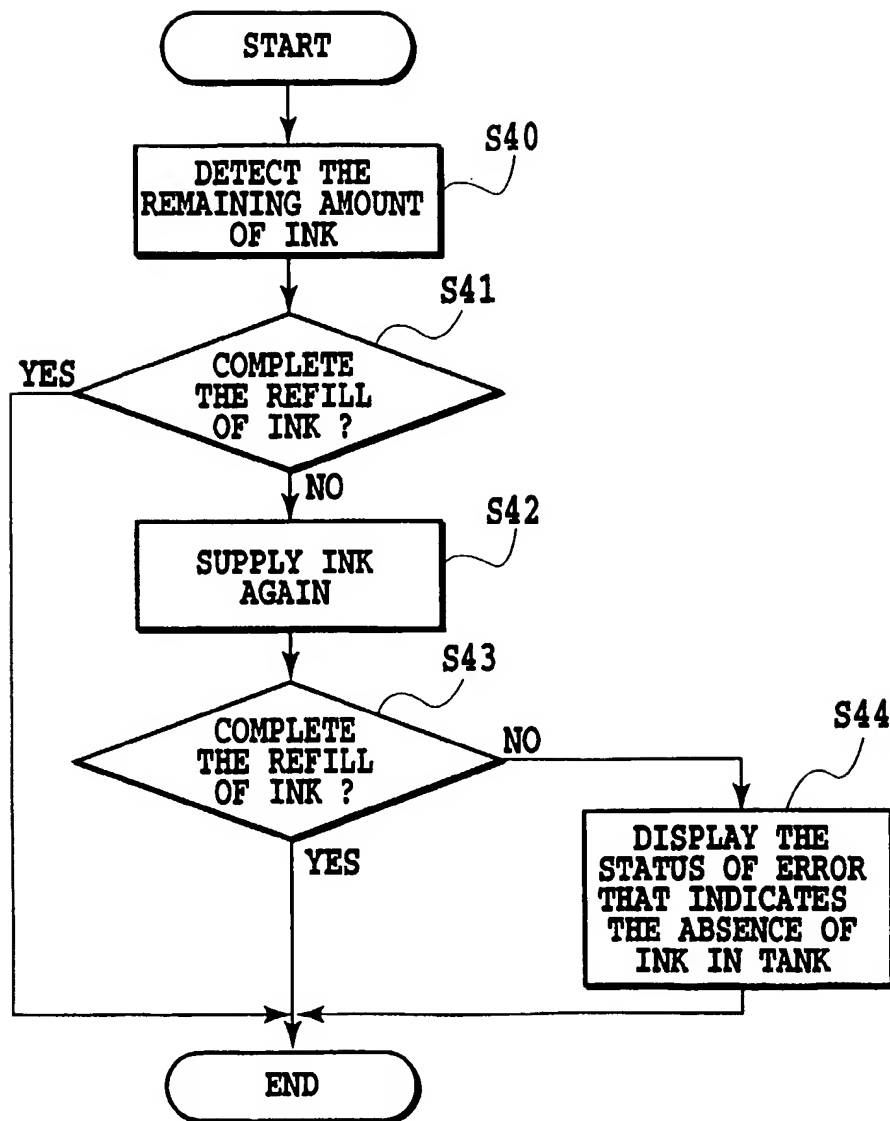 START
S40
DETECT THE
REMAINING AMOUNT
OF INK
S41
COMPLETE
THE REFILL
OF INK ?
YES
NO
S42
SUPPLY INK
AGAIN
S43
COMPLETE
THE REFILL
OF INK ?
NO
YES
S44
DISPLAY THE
STATUS OF ERROR
THAT INDICATES
THE ABSENCE OF
INK IN TANK
END